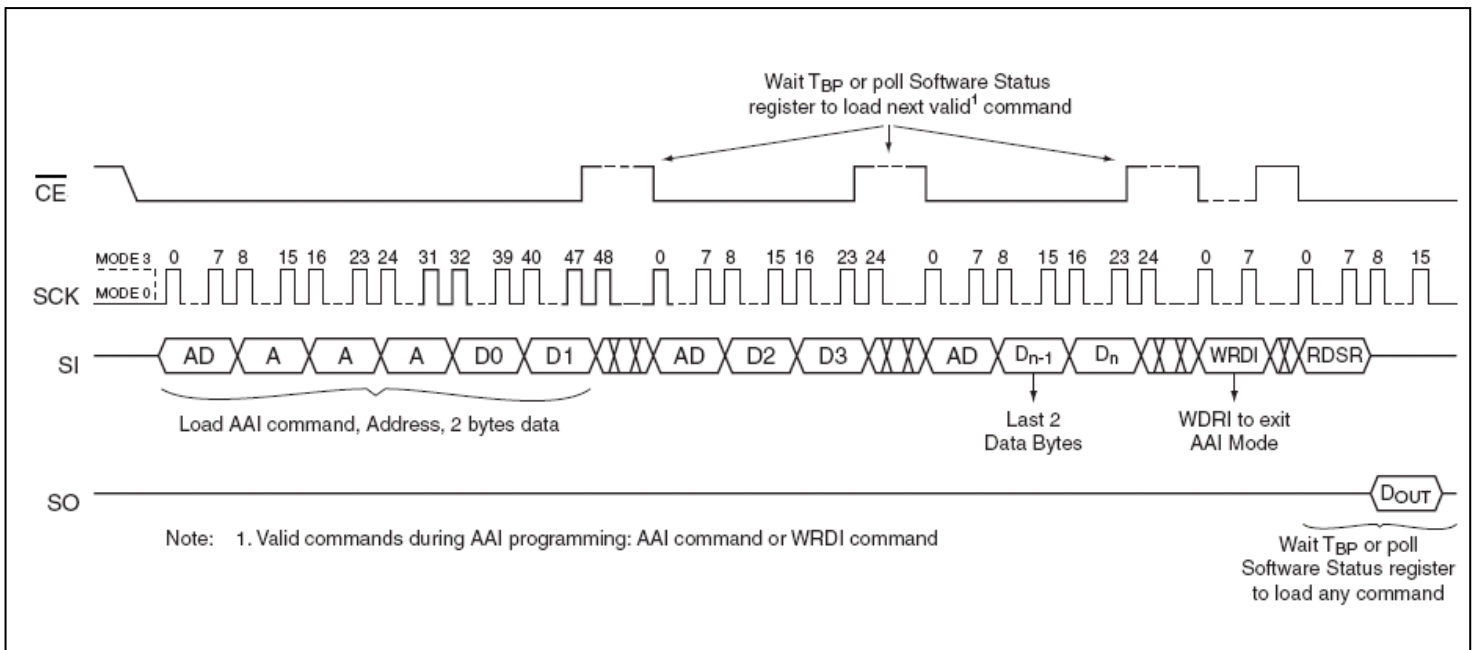 Wait TBP or poll Software Status
register to load next valid1 command
CE
MODE 3 0 7 8 15 16 23 24 31 32 39 40 47 48 0 7 8 15 16 23 24 0 7 8 15 16 23 24 0 7 0 7 8 15
SCK MODE 0
SI AD A A A D0 D1 AD D2 D3 AD Dn-1 Dn WRDI RDSR
Load AAI command, Address, 2 bytes data
Last 2
Data Bytes
WDRI to exit
AAI Mode
SO DOUT
Note: 1. Valid commands during AAI programming: AAI command or WRDI command
Wait TBP or poll
Software Status register
to load any command